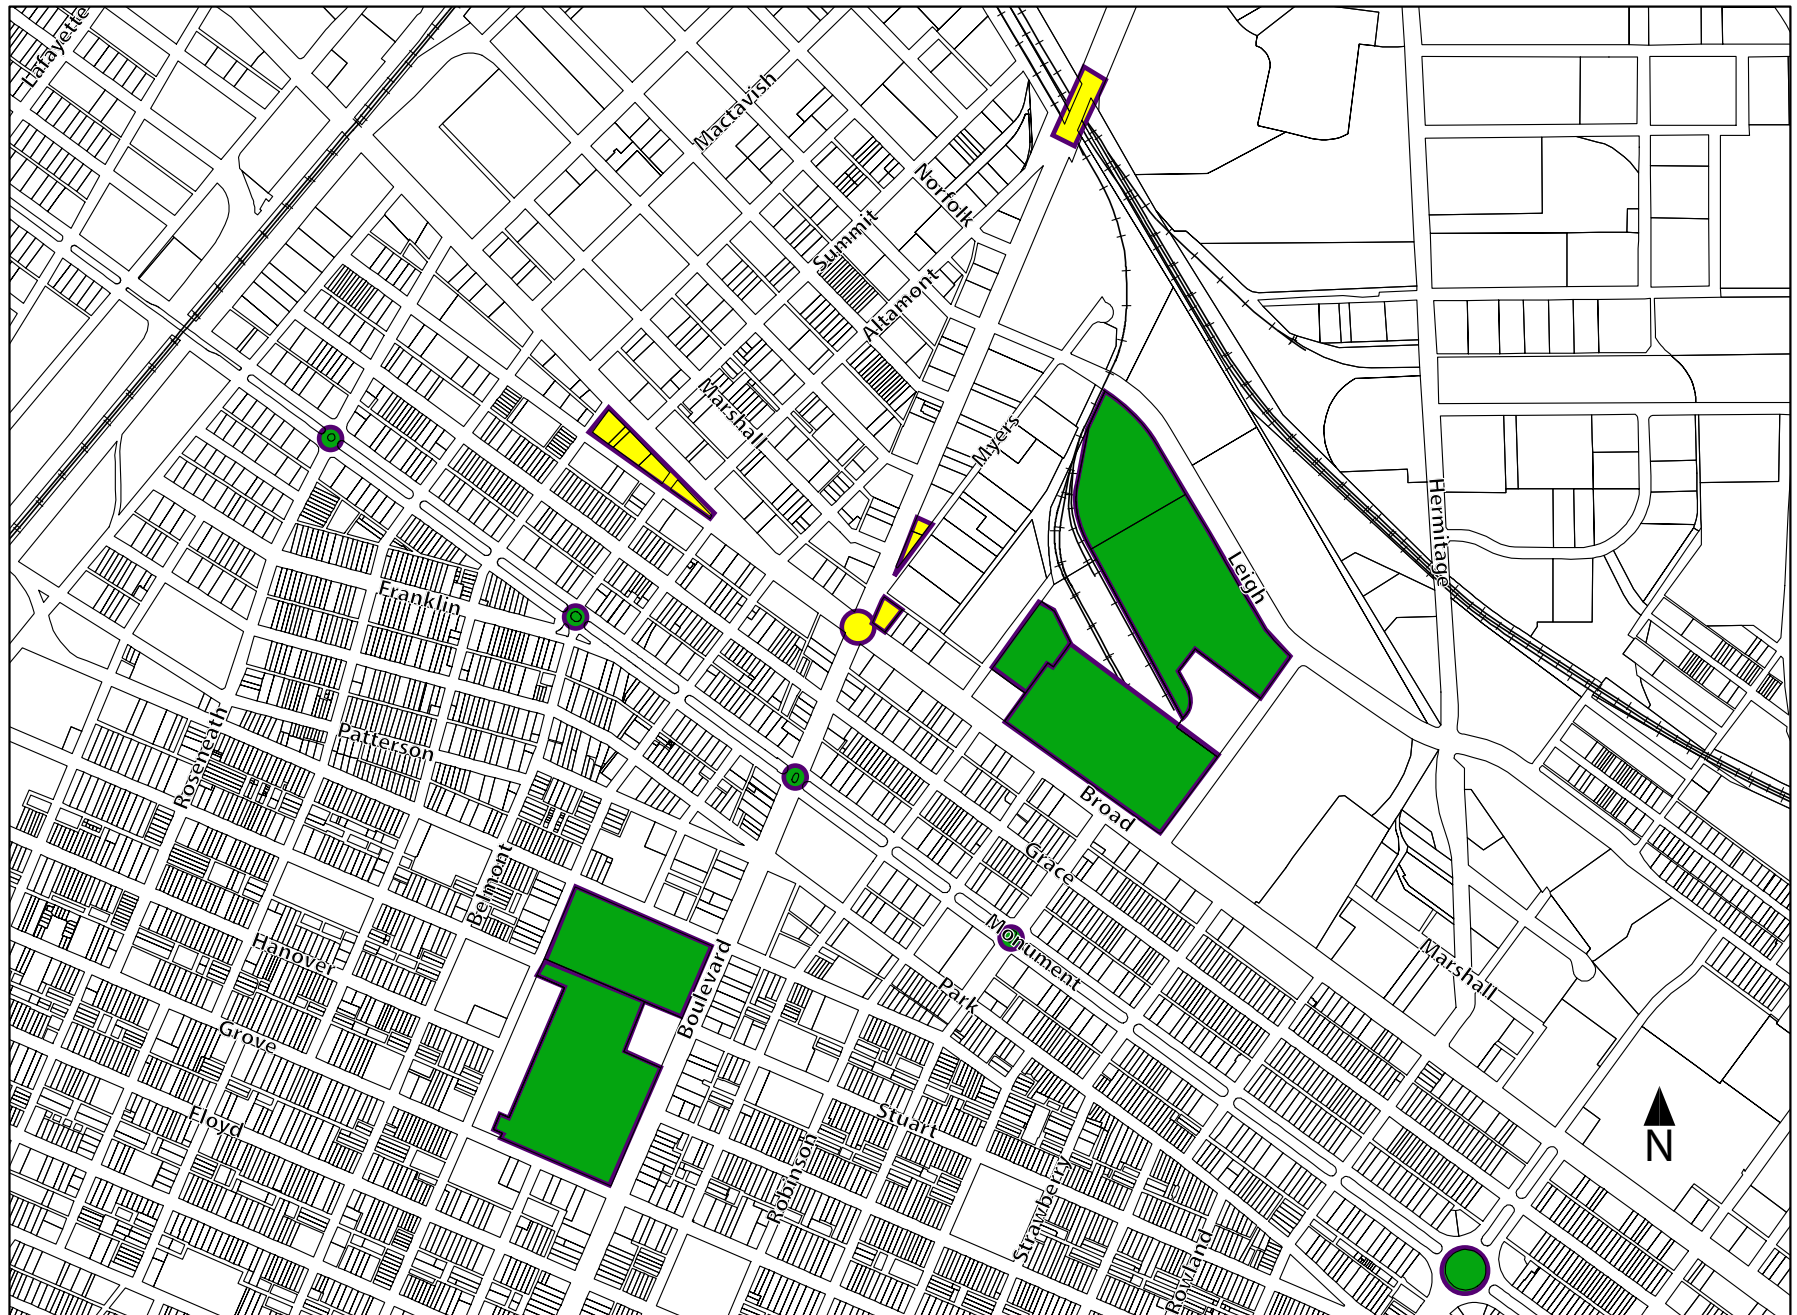 Lafayette
Mactavish
Norfolk
Summit
Altamont
Marshall
Myers
Hermitage
Leigh
Franklin
Roseneath
Patterson
Broad
Grace
Belmont
Monument
Hanover
Boulevard
Park
Marshall
Grove
Floyd
Stuart
Robinson
Strawberry
Rowland
N